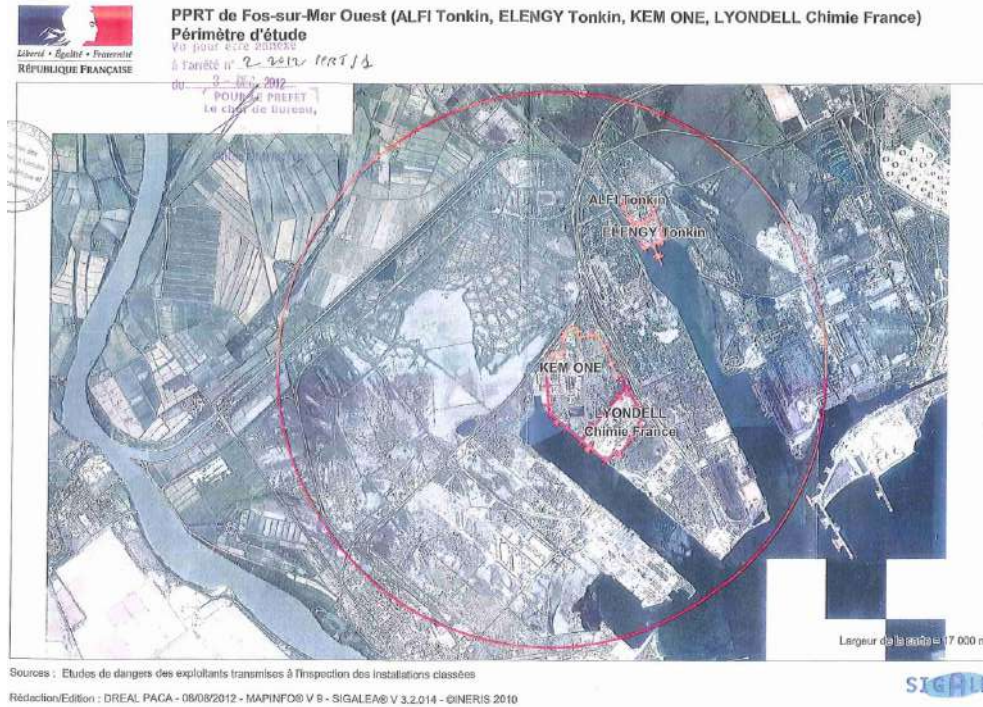 PPRT de Fos-sur-Mer Ouest (ALFI Tonkin, ELENGY Tonkin, KEM ONE, LYONDELL Chimie France)
Périmètre d'étude
Liberté • Égalité • Fraternité
RÉPUBLIQUE FRANÇAISE
Vu pour être annexé
à l'arrêté n° 2 2012 PPRT/1
du 3 - DEC. 2012
POUR LE PREFET
Le chef de Bureau,
ALFI Tonkin
ELENGY Tonkin
KEM ONE
LYONDELL
Chimie France
Largeur de la carte = 17 000 m
Sources : Etudes de dangers des exploitants transmises à l'inspection des installations classées
Rédaction/Edition : DREAL PACA - 08/08/2012 - MAPINFO® V 9 - SIGALEA® V 3.2.014 - ©INERIS 2010